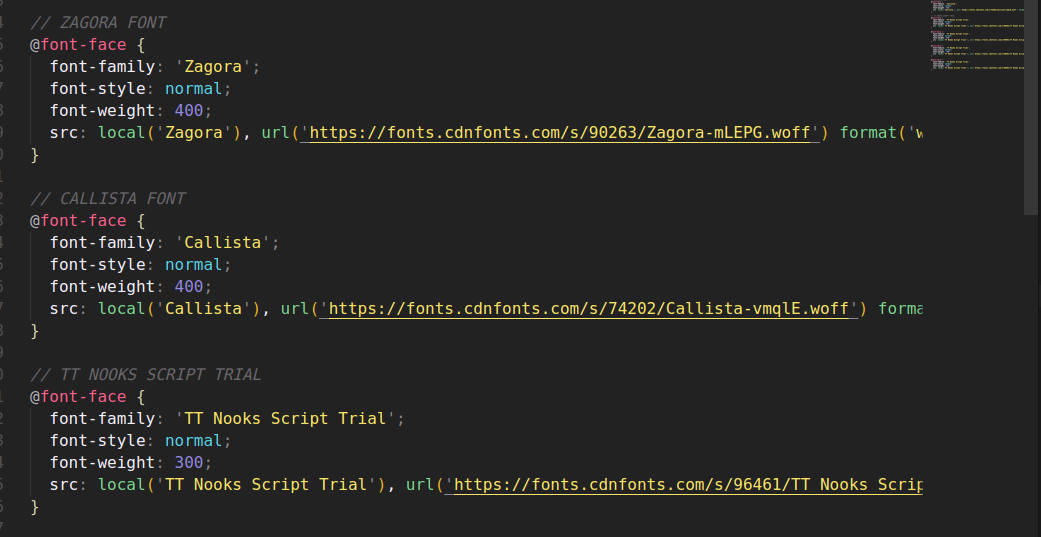 // ZAGORA FONT
@font-face {
font-family: 'Zagora';
font-style: normal;
font-weight: 400;
src: local('Zagora'), url('https://fonts.cdnfonts.com/s/90263/Zagora-mLEPG.woff') format('w
}
// CALLISTA FONT
@font-face {
font-family: 'Callista';
font-style: normal;
font-weight: 400;
src: local('Callista'), url('https://fonts.cdnfonts.com/s/74202/Callista-vmqlE.woff') forma
}
// TT NOOKS SCRIPT TRIAL
@font-face {
font-family: 'TT Nooks Script Trial';
font-style: normal;
font-weight: 300;
src: local('TT Nooks Script Trial'), url('https://fonts.cdnfonts.com/s/96461/TT Nooks Scrip
}